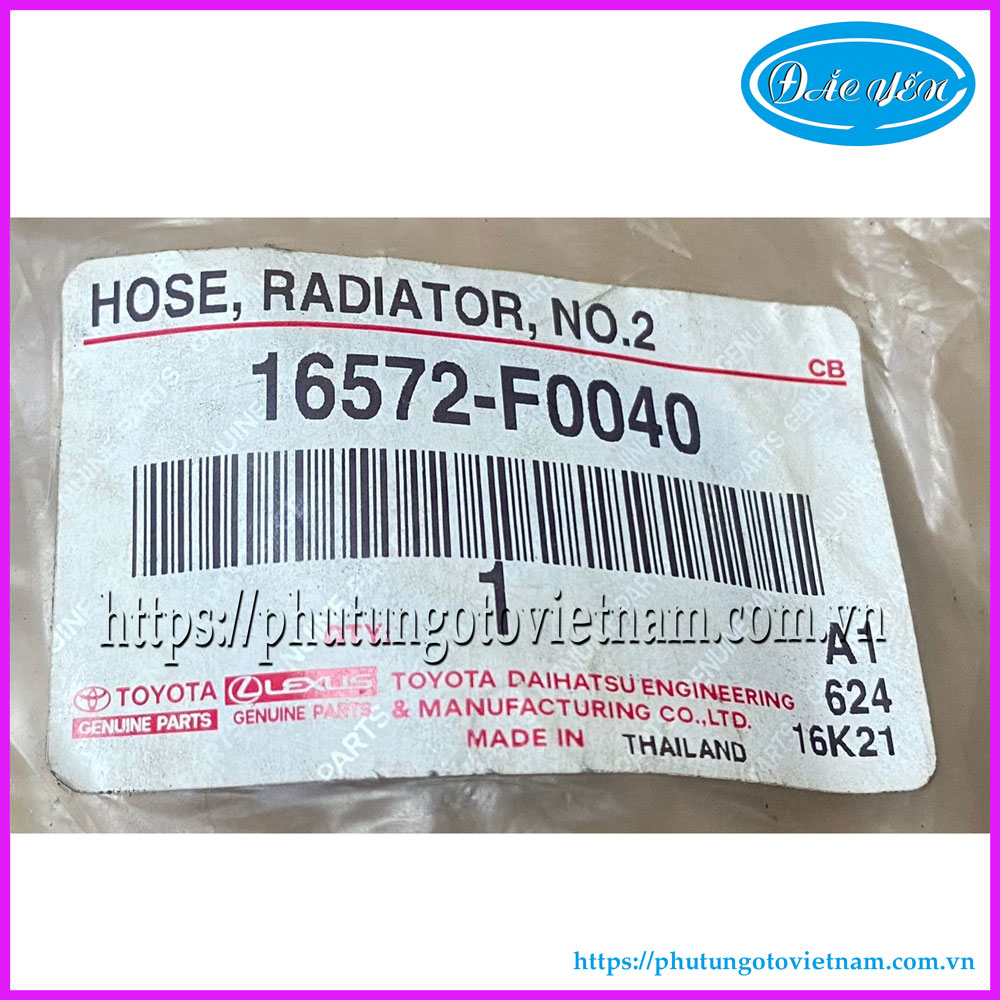 ĐẮC YẾN
HOSE, RADIATOR, NO.2
CB
16572-F0040
1
https://phutungotovietnam.com.vn
QTY.
A1
TOYOTA LEXUS TOYOTA DAIHATSU ENGINEERING 624
GENUINE PARTS GENUINE PARTS & MANUFACTURING CO.,LTD. 16K21
MADE IN THAILAND
https://phutungotovietnam.com.vn